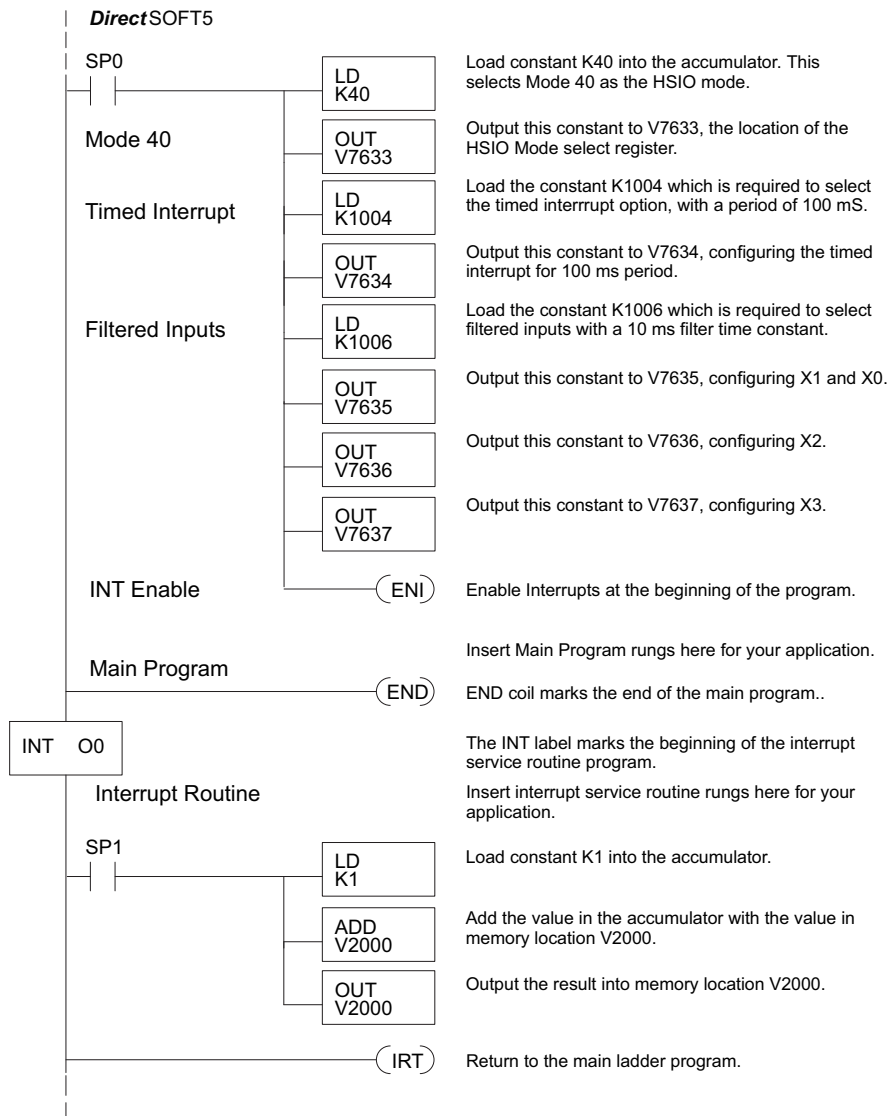 DirectSOFT5
SP0
LD
K40
Load constant K40 into the accumulator. This
selects Mode 40 as the HSIO mode.
Mode 40
OUT
V7633
Output this constant to V7633, the location of the
HSIO Mode select register.
Timed Interrupt
LD
K1004
Load the constant K1004 which is required to select
the timed interrrupt option, with a period of 100 mS.
OUT
V7634
Output this constant to V7634, configuring the timed
interrupt for 100 ms period.
Filtered Inputs
LD
K1006
Load the constant K1006 which is required to select
filtered inputs with a 10 ms filter time constant.
OUT
V7635
Output this constant to V7635, configuring X1 and X0.
OUT
V7636
Output this constant to V7636, configuring X2.
OUT
V7637
Output this constant to V7637, configuring X3.
INT Enable
ENI
Enable Interrupts at the beginning of the program.
Main Program
Insert Main Program rungs here for your application.
END
END coil marks the end of the main program..
INT O0
The INT label marks the beginning of the interrupt
service routine program.
Interrupt Routine
Insert interrupt service routine rungs here for your
application.
SP1
LD
K1
Load constant K1 into the accumulator.
ADD
V2000
Add the value in the accumulator with the value in
memory location V2000.
OUT
V2000
Output the result into memory location V2000.
IRT
Return to the main ladder program.